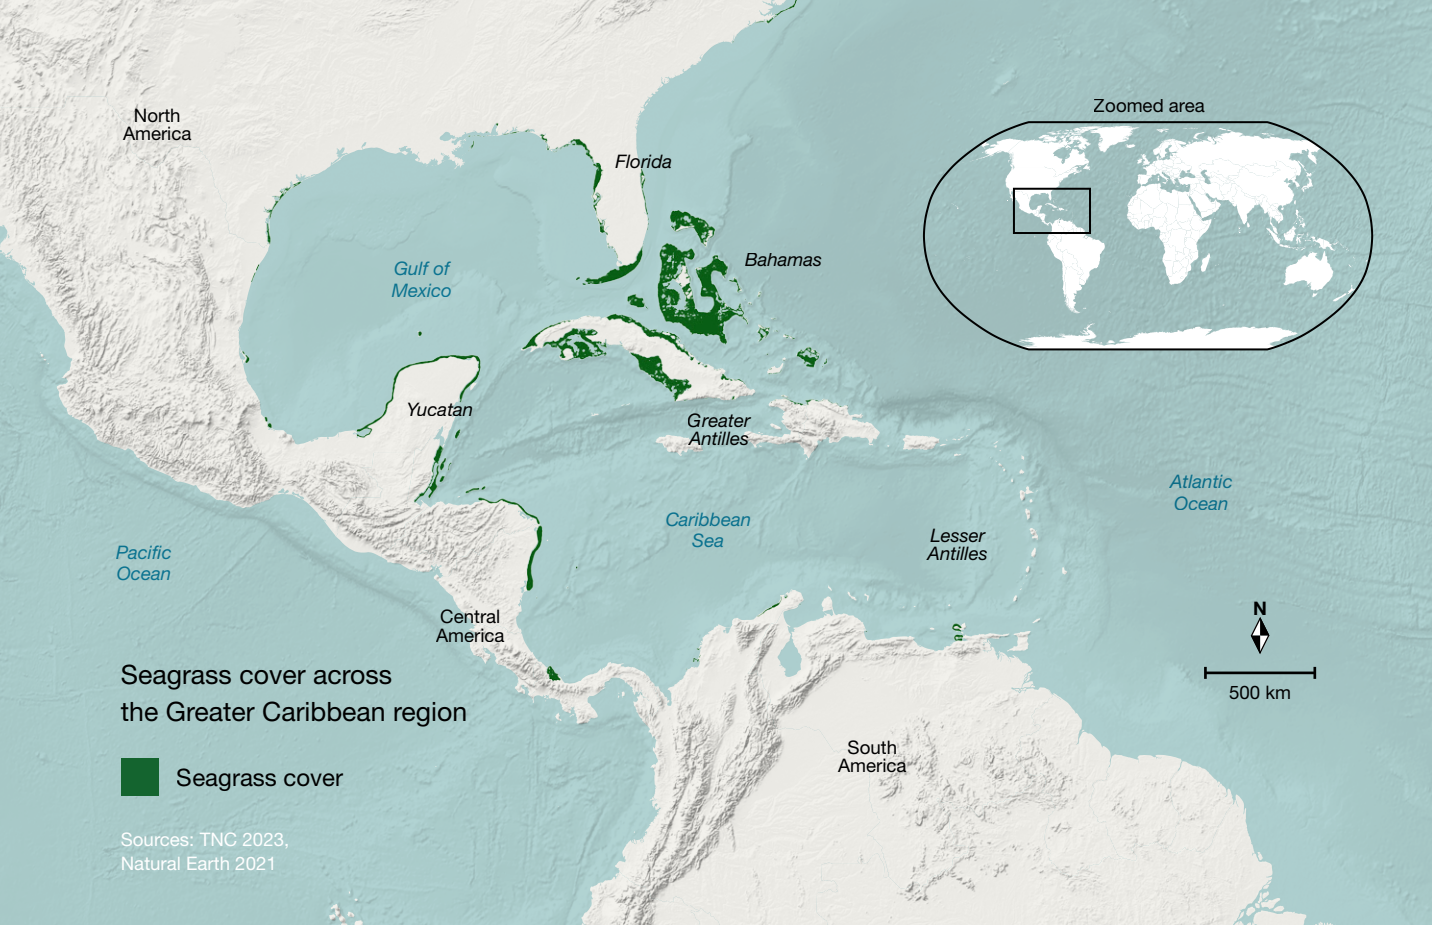 Zoomed area
North
America
Florida
Bahamas
Gulf of
Mexico
Yucatan
Greater
Antilles
Atlantic
Ocean
Caribbean
Sea
Lesser
Antilles
Pacific
Ocean
Central
America
N
500 km
Seagrass cover across
the Greater Caribbean region
South
America
Seagrass cover
Sources: TNC 2023,
Natural Earth 2021